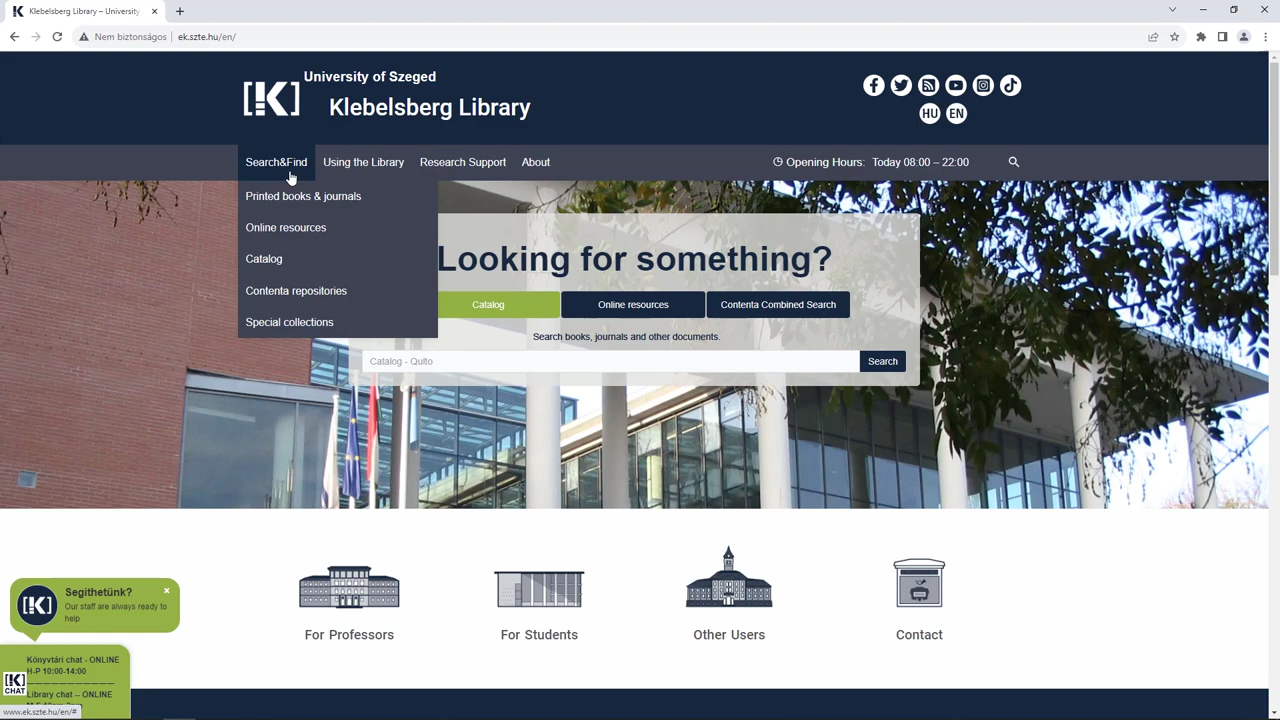 Klebelsberg Library – University
Nem biztonságos
ek.szte.hu/en/
University of Szeged
Klebelsberg Library
HU EN
Search&Find Using the Library Research Support About Opening Hours: Today 08:00 – 22:00
Printed books & journals
Online resources
Catalog
Contenta repositories
Special collections
Looking for something?
Catalog Online resources Contenta Combined Search
Search books, journals and other documents.
Catalog - Qulto Search
For Professors For Students Other Users Contact
Segíthetünk?
Our staff are always ready to
help
Könyvtári chat - ONLINE
H-P 10:00-14:00
Library chat -- ONLINE
CHAT
www.ek.szte.hu/en/#